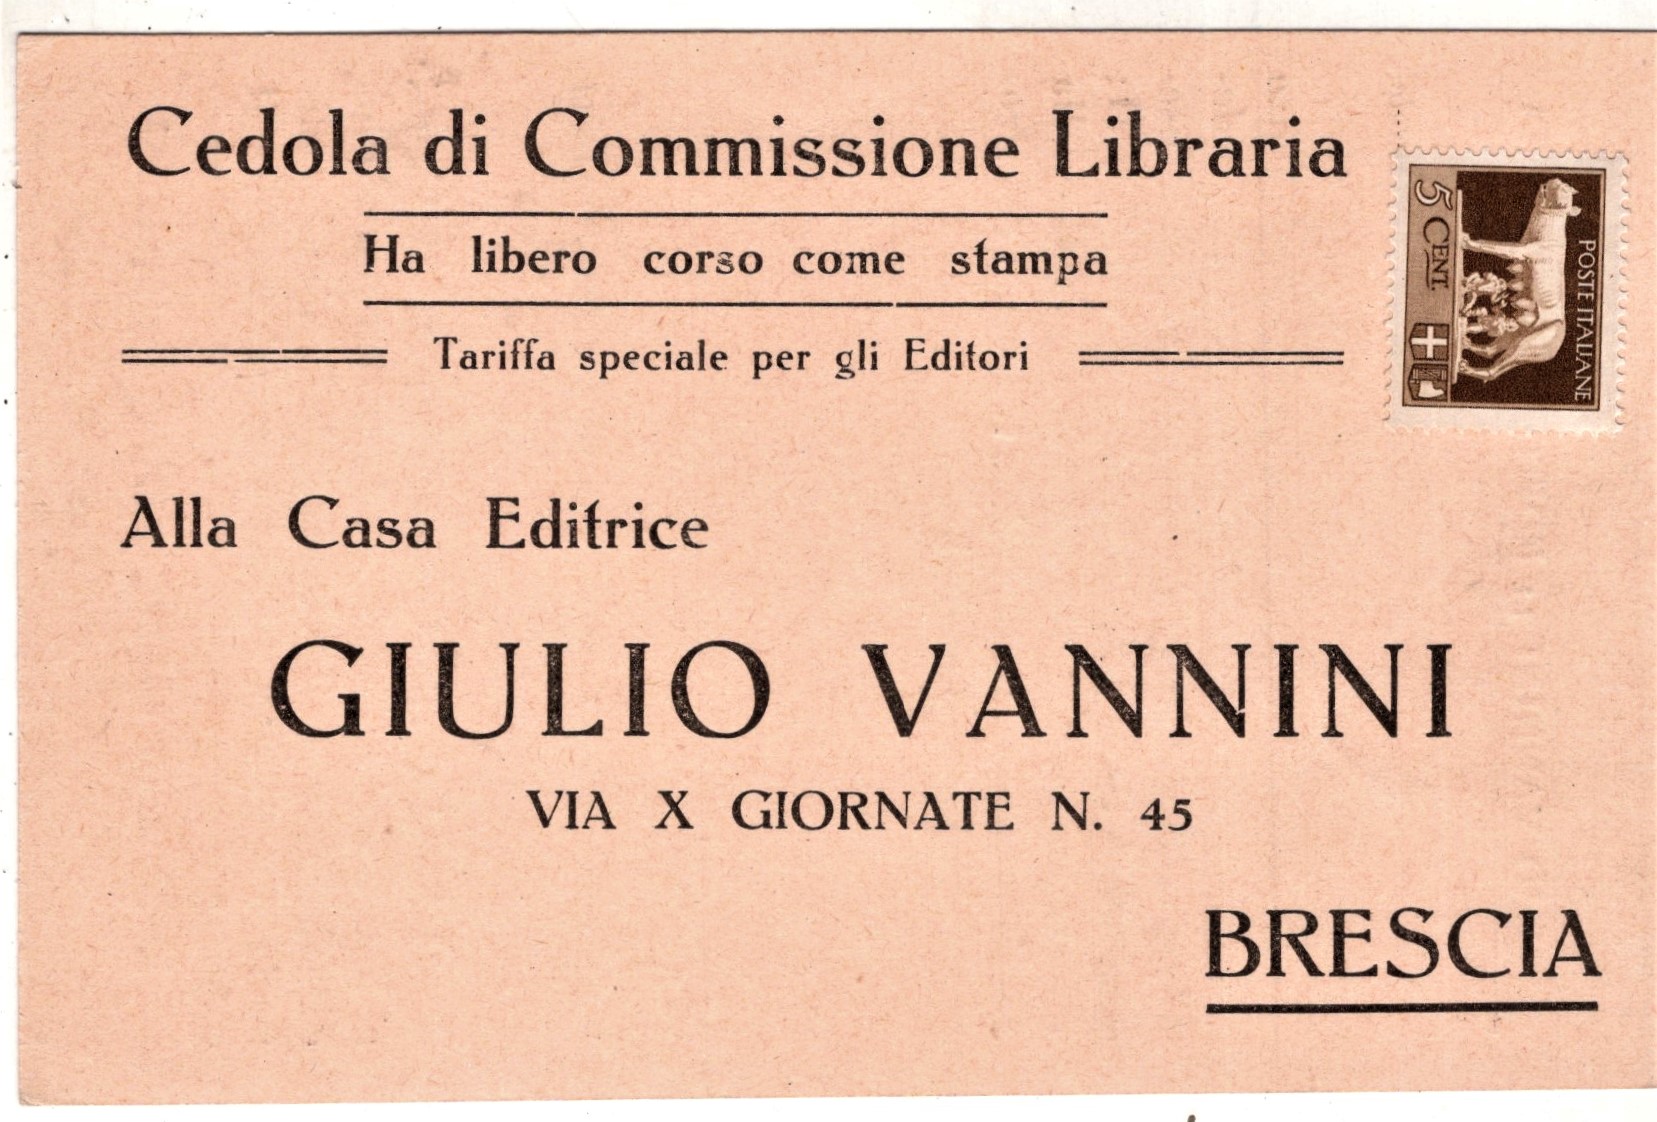 Cedola di Commissione Libraria
Ha libero corso come stampa
Tariffa speciale per gli Editori
5 CENT.
POSTE ITALIANE
Alla Casa Editrice
GIULIO VANNINI
VIA X GIORNATE N. 45
BRESCIA